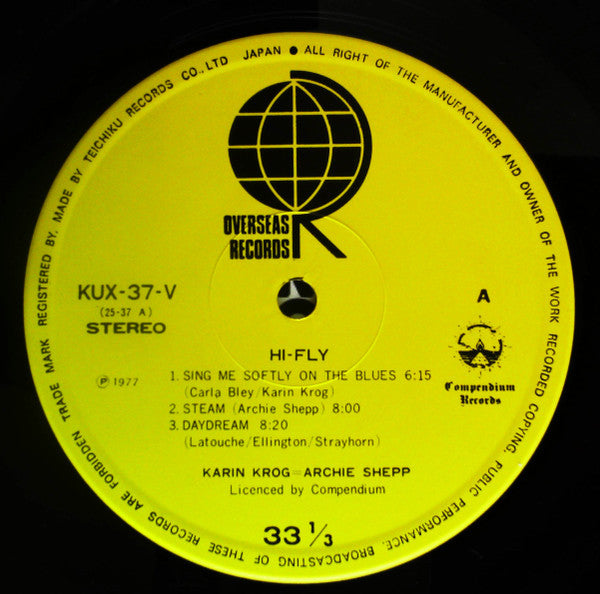 TRADE MARK REGISTERED BY. MADE BY TEICHIKU RECORDS CO., LTD JAPAN ● ALL RIGHT OF THE MANUFACTURER AND OWNER OF THE WORK RECORDED COPYING. PUBLIC PERFORMANCE. BROADCASTING OF THESE RECORDS ARE FORBIDDEN
OVERSEAS
RECORDS
KUX-37-V
(25-37 A)
STEREO
A
Compendium
Records
℗ 1977
HI-FLY
1. SING ME SOFTLY ON THE BLUES 6:15
(Carla Bley/Karin Krog)
2. STEAM (Archie Shepp) 8:00
3. DAYDREAM 8:20
(Latouche/Ellington/Strayhorn)
KARIN KROG=ARCHIE SHEPP
Licenced by Compendium
33 1/3